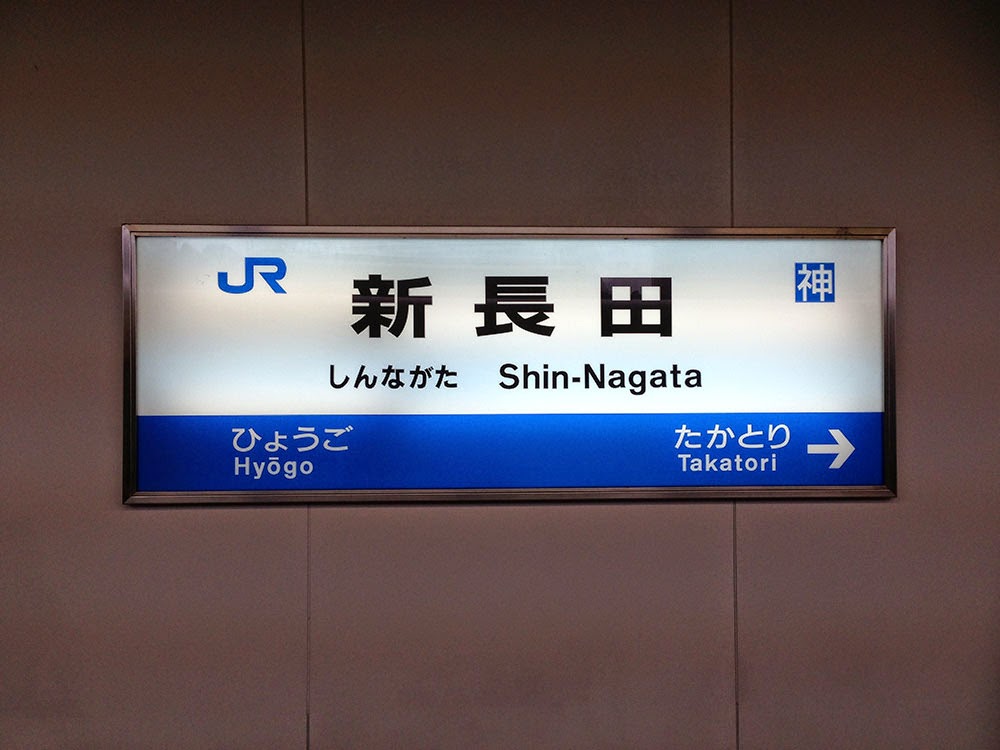 JR 新長田 神
しんながた Shin-Nagata
ひょうご たかとり →
Hyōgo Takatori